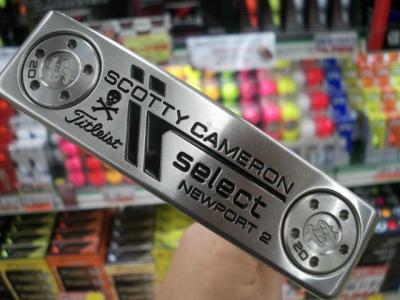 SCOTTY CAMERON
Titleist
select
NEWPORT 2
20
20